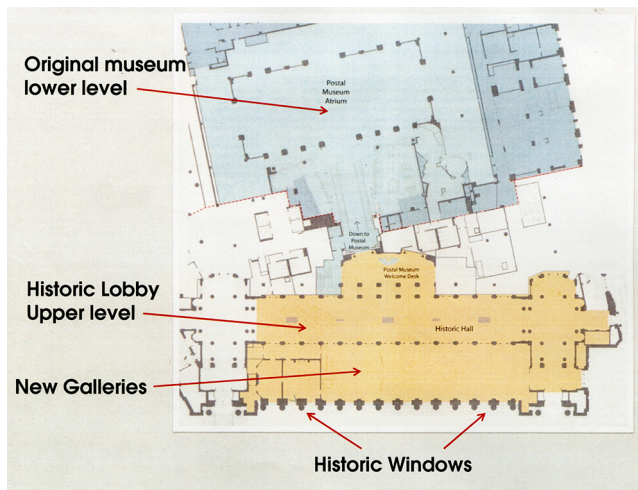 Original museum
lower level
Postal
Museum
Atrium
Down to
Postal
Museum
Postal Museum
Welcome Desk
Historic Lobby
Upper level
Historic Hall
New Galleries
Historic Windows